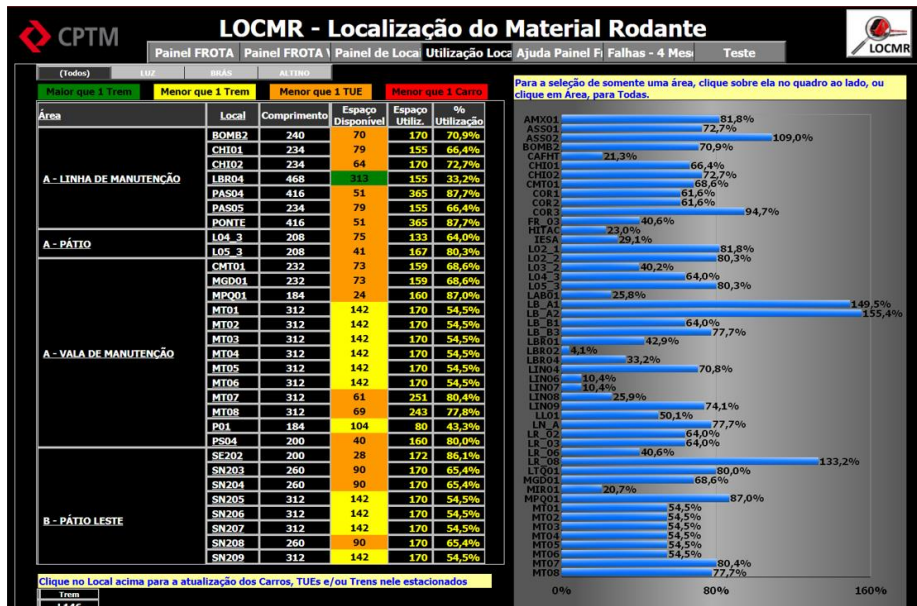 CPTM
LOCMR - Localização do Material Rodante
LOCMR
Painel FROTA Painel FROTA Painel de Loca Utilização Loca Ajuda Painel Falhas - 4 Mes Teste
(Todos) LUZ BRÁS ALTINO
Maior que 1 Trem Menor que 1 Trem Menor que 1 TUE Menor que 1 Carro
Área Local Comprimento Espaço Disponível Espaço Utiliz. % Utilização
A - LINHA DE MANUTENÇÃO
BOMB2 240 70 170 70,9%
CHI01 234 79 155 66,4%
CHI02 234 64 170 72,7%
LBR04 468 313 155 33,2%
PAS04 416 51 365 87,7%
PAS05 234 79 155 66,4%
PONTE 416 51 365 87,7%
A - PÁTIO
L04_3 208 75 133 64,0%
L05_3 208 41 167 80,3%
A - VALA DE MANUTENÇÃO
CMT01 232 73 159 68,6%
MGD01 232 73 159 68,6%
MPQ01 184 24 160 87,0%
MT01 312 142 170 54,5%
MT02 312 142 170 54,5%
MT03 312 142 170 54,5%
MT04 312 142 170 54,5%
MT05 312 142 170 54,5%
MT06 312 142 170 54,5%
MT07 312 61 251 80,4%
MT08 312 69 243 77,8%
P01 184 104 80 43,3%
PS04 200 40 160 80,0%
B - PÁTIO LESTE
SE202 200 28 172 86,1%
SN203 260 90 170 65,4%
SN204 260 90 170 65,4%
SN205 312 142 170 54,5%
SN206 312 142 170 54,5%
SN207 312 142 170 54,5%
SN208 260 90 170 65,4%
SN209 312 142 170 54,5%
Clique no Local acima para a atualização dos Carros, TUEs e/ou Trens nele estacionados
Trem
Para a seleção de somente uma área, clique sobre ela no quadro ao lado, ou
clique em Área, para Todas.
AMX01 81,8%
ASS01 72,7%
ASS02 109,0%
BOMB2 70,9%
CAFHT 21,3%
CHI01 66,4%
CHI02 72,7%
CMT01 68,6%
COR1 61,6%
COR2 61,6%
COR3 94,7%
FR_03 40,6%
HITAC 23,0%
IESA 29,1%
L02_1 81,8%
L02_2 80,3%
L03_2 40,2%
L04_3 64,0%
L05_3 80,3%
LAB01 25,8%
LB_A1 149,5%
LB_A2 155,4%
LB_B1 64,0%
LB_B3 77,7%
LBR01 42,9%
LBR02 4,1%
LBR04 33,2%
LIN04 70,8%
LIN06 10,4%
LIN07 10,4%
LIN08 25,9%
LIN09 74,1%
LL01 50,1%
LN_A 77,7%
LR_02 64,0%
LR_03 64,0%
LR_06 40,6%
LR_08 133,2%
LTQ01 80,0%
MGD01 68,6%
MIR01 20,7%
MPQ01 87,0%
MT01 54,5%
MT02 54,5%
MT03 54,5%
MT04 54,5%
MT05 54,5%
MT06 54,5%
MT07 80,4%
MT08 77,7%
0% 80% 160%